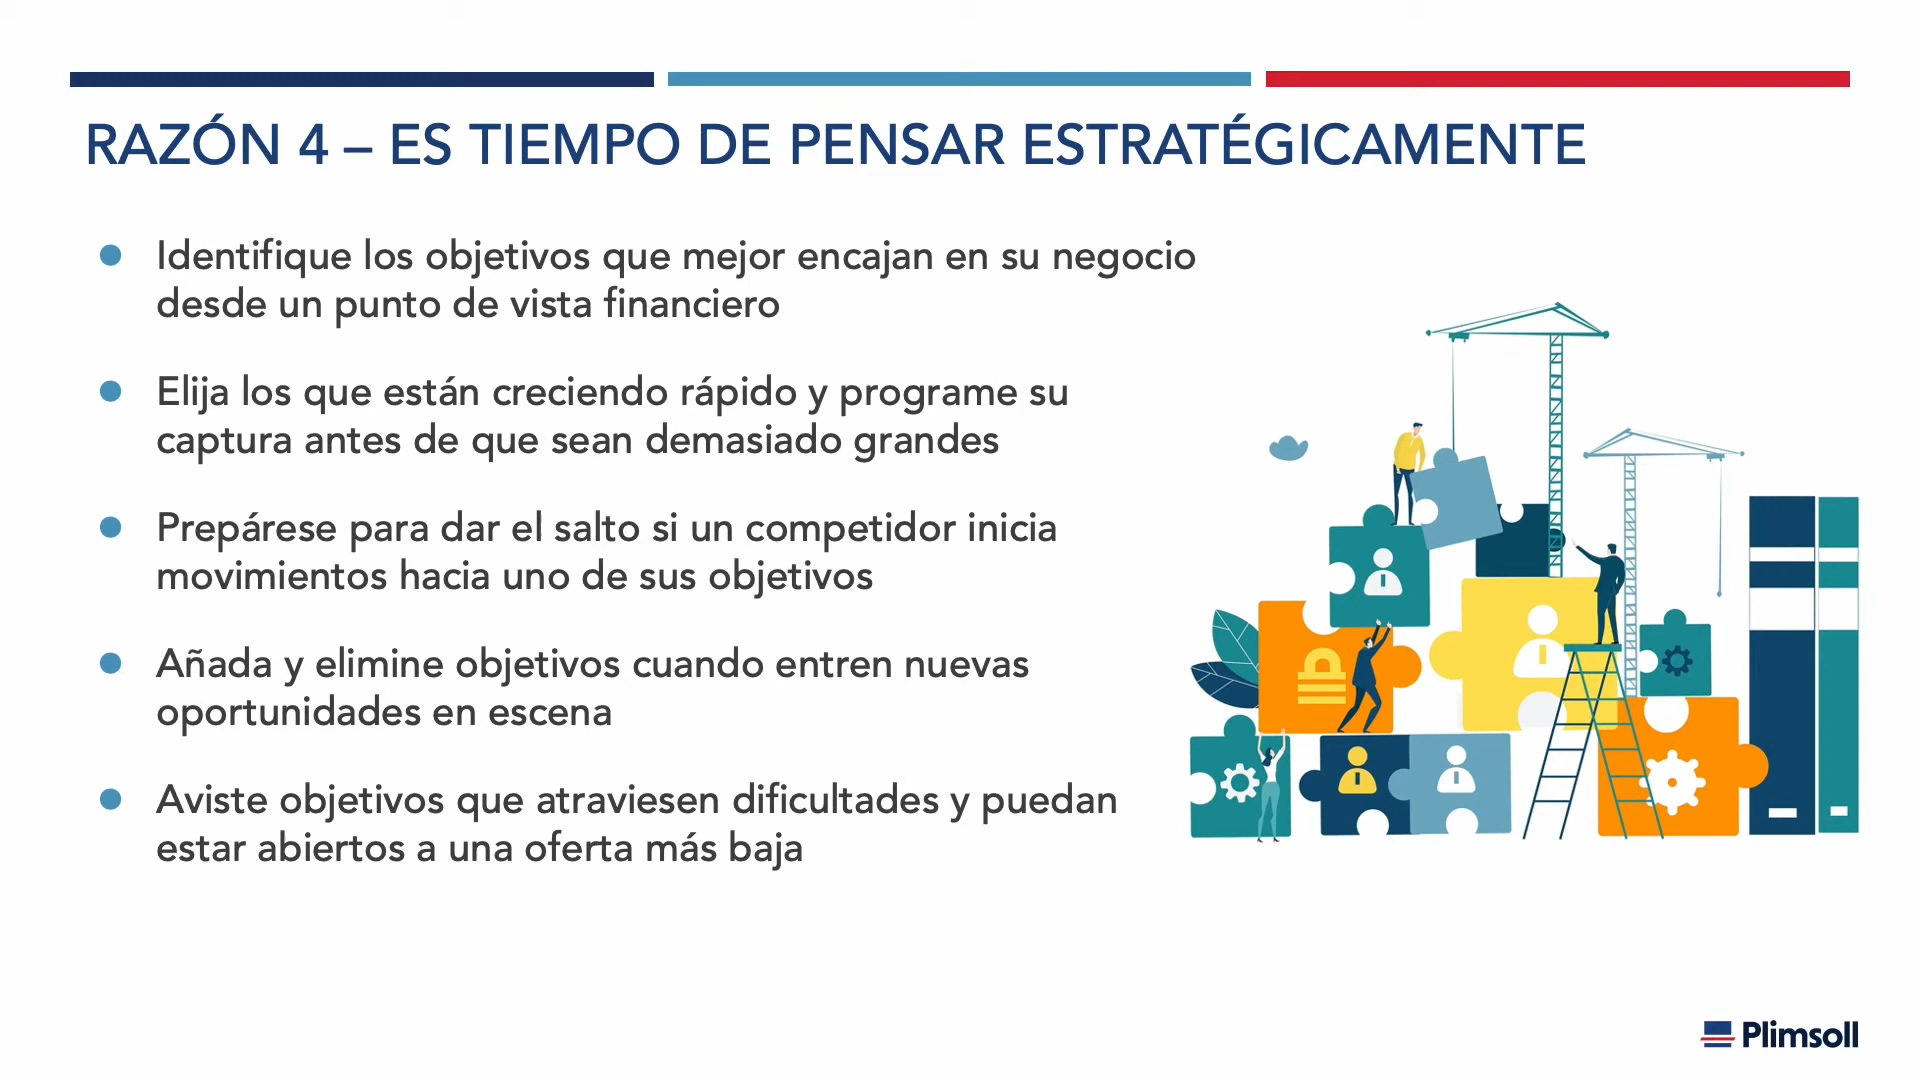 RAZÓN 4 – ES TIEMPO DE PENSAR ESTRATÉGICAMENTE
Identifique los objetivos que mejor encajan en su negocio
desde un punto de vista financiero
Elija los que están creciendo rápido y programe su
captura antes de que sean demasiado grandes
Prepárese para dar el salto si un competidor inicia
movimientos hacia uno de sus objetivos
Añada y elimine objetivos cuando entren nuevas
oportunidades en escena
Aviste objetivos que atraviesen dificultades y puedan
estar abiertos a una oferta más baja
Plimsoll